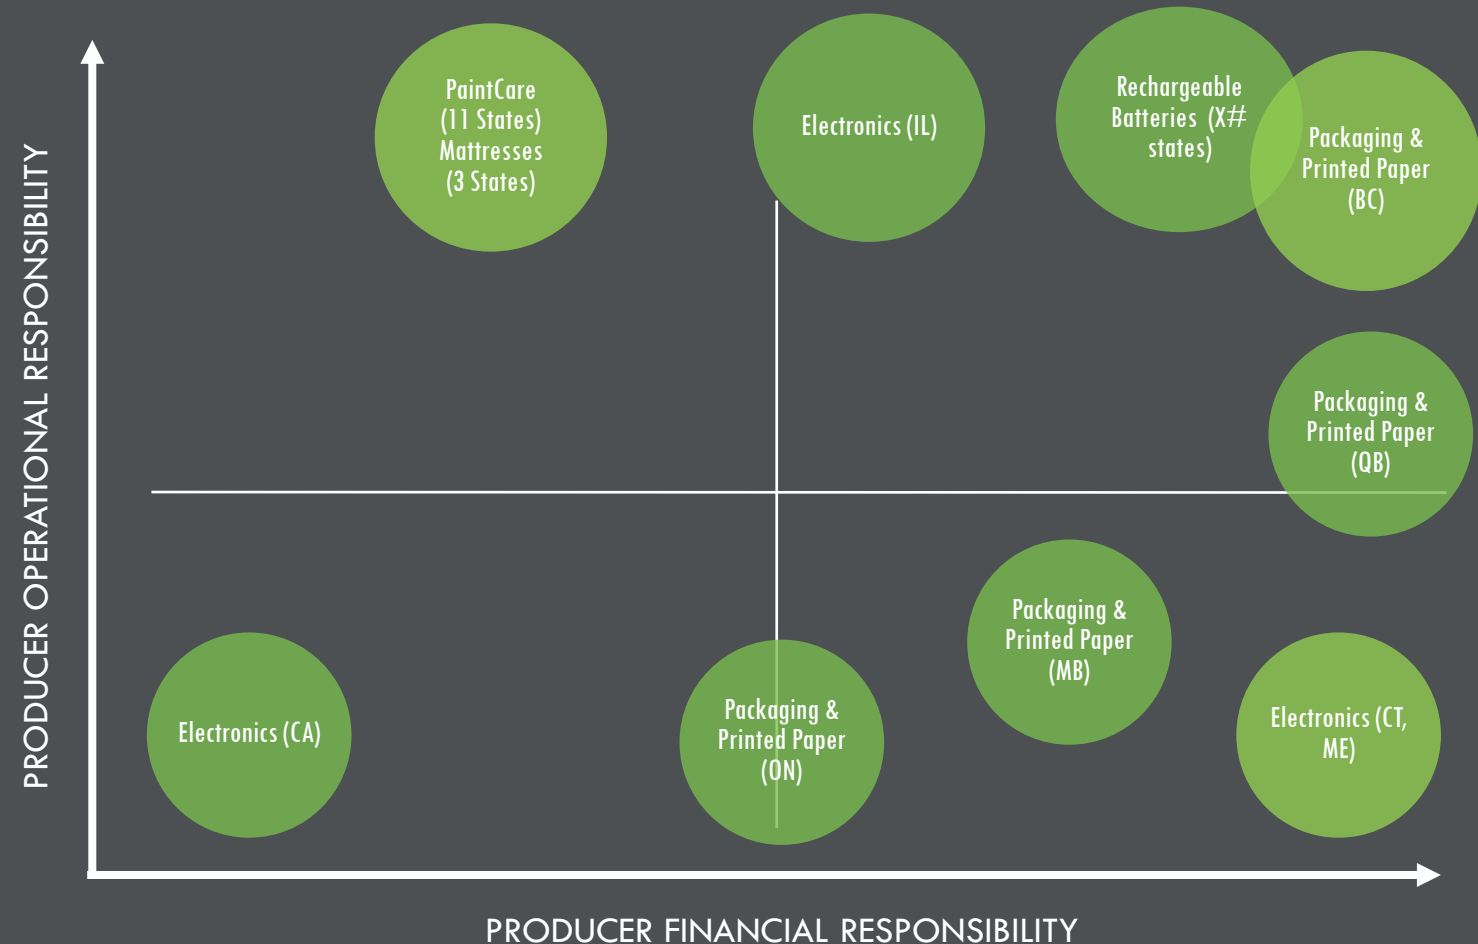 PaintCare
(11 States)
Mattresses
(3 States)
Electronics (IL)
Rechargeable
Batteries (X#
states)
Packaging &
Printed Paper
(BC)
PRODUCER OPERATIONAL RESPONSIBILITY
Packaging &
Printed Paper
(QB)
Packaging &
Printed Paper
(MB)
Electronics (CA)
Packaging &
Printed Paper
(ON)
Electronics (CT,
ME)
PRODUCER FINANCIAL RESPONSIBILITY